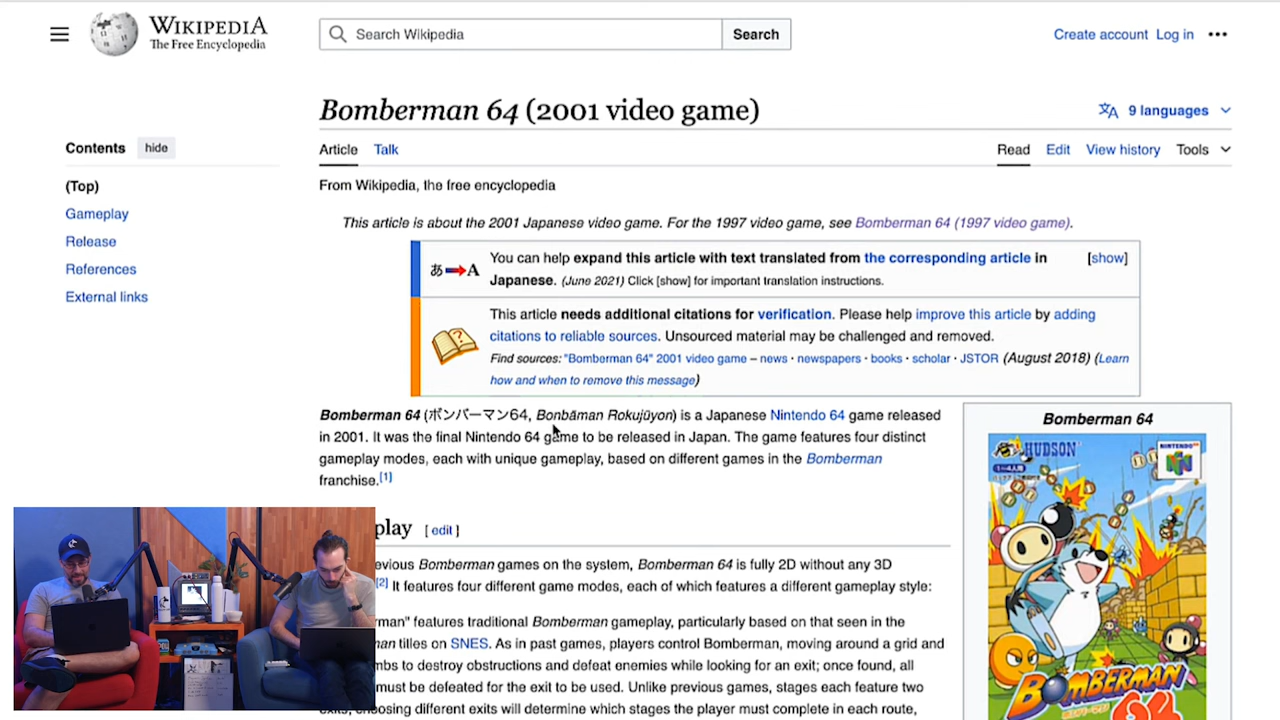 WIKIPEDIA
The Free Encyclopedia
Search Wikipedia
Search
Create account Log in
Bomberman 64 (2001 video game)
9 languages
Contents hide
Article Talk
Read Edit View history Tools
(Top)
From Wikipedia, the free encyclopedia
Gameplay
This article is about the 2001 Japanese video game. For the 1997 video game, see Bomberman 64 (1997 video game).
Release
References
External links
あ A
You can help expand this article with text translated from the corresponding article in
Japanese. (June 2021) Click [show] for important translation instructions.
[show]
This article needs additional citations for verification. Please help improve this article by adding
citations to reliable sources. Unsourced material may be challenged and removed.
Find sources: "Bomberman 64" 2001 video game – news · newspapers · books · scholar · JSTOR (August 2018) (Learn
how and when to remove this message)
Bomberman 64 (ボンバーマン64, Bonbāman Rokujūyon) is a Japanese Nintendo 64 game released
in 2001. It was the final Nintendo 64 game to be released in Japan. The game features four distinct
gameplay modes, each with unique gameplay, based on different games in the Bomberman
franchise.[1]
Bomberman 64
HUDSON
NINTENDO 64
play [ edit ]
evious Bomberman games on the system, Bomberman 64 is fully 2D without any 3D
[2] It features four different game modes, each of which features a different gameplay style:
rman" features traditional Bomberman gameplay, particularly based on that seen in the
man titles on SNES. As in past games, players control Bomberman, moving around a grid and
mbs to destroy obstructions and defeat enemies while looking for an exit; once found, all
must be defeated for the exit to be used. Unlike previous games, stages each feature two
exits, choosing different exits will determine which stages the player must complete in each route,
BOMBERMAN
64